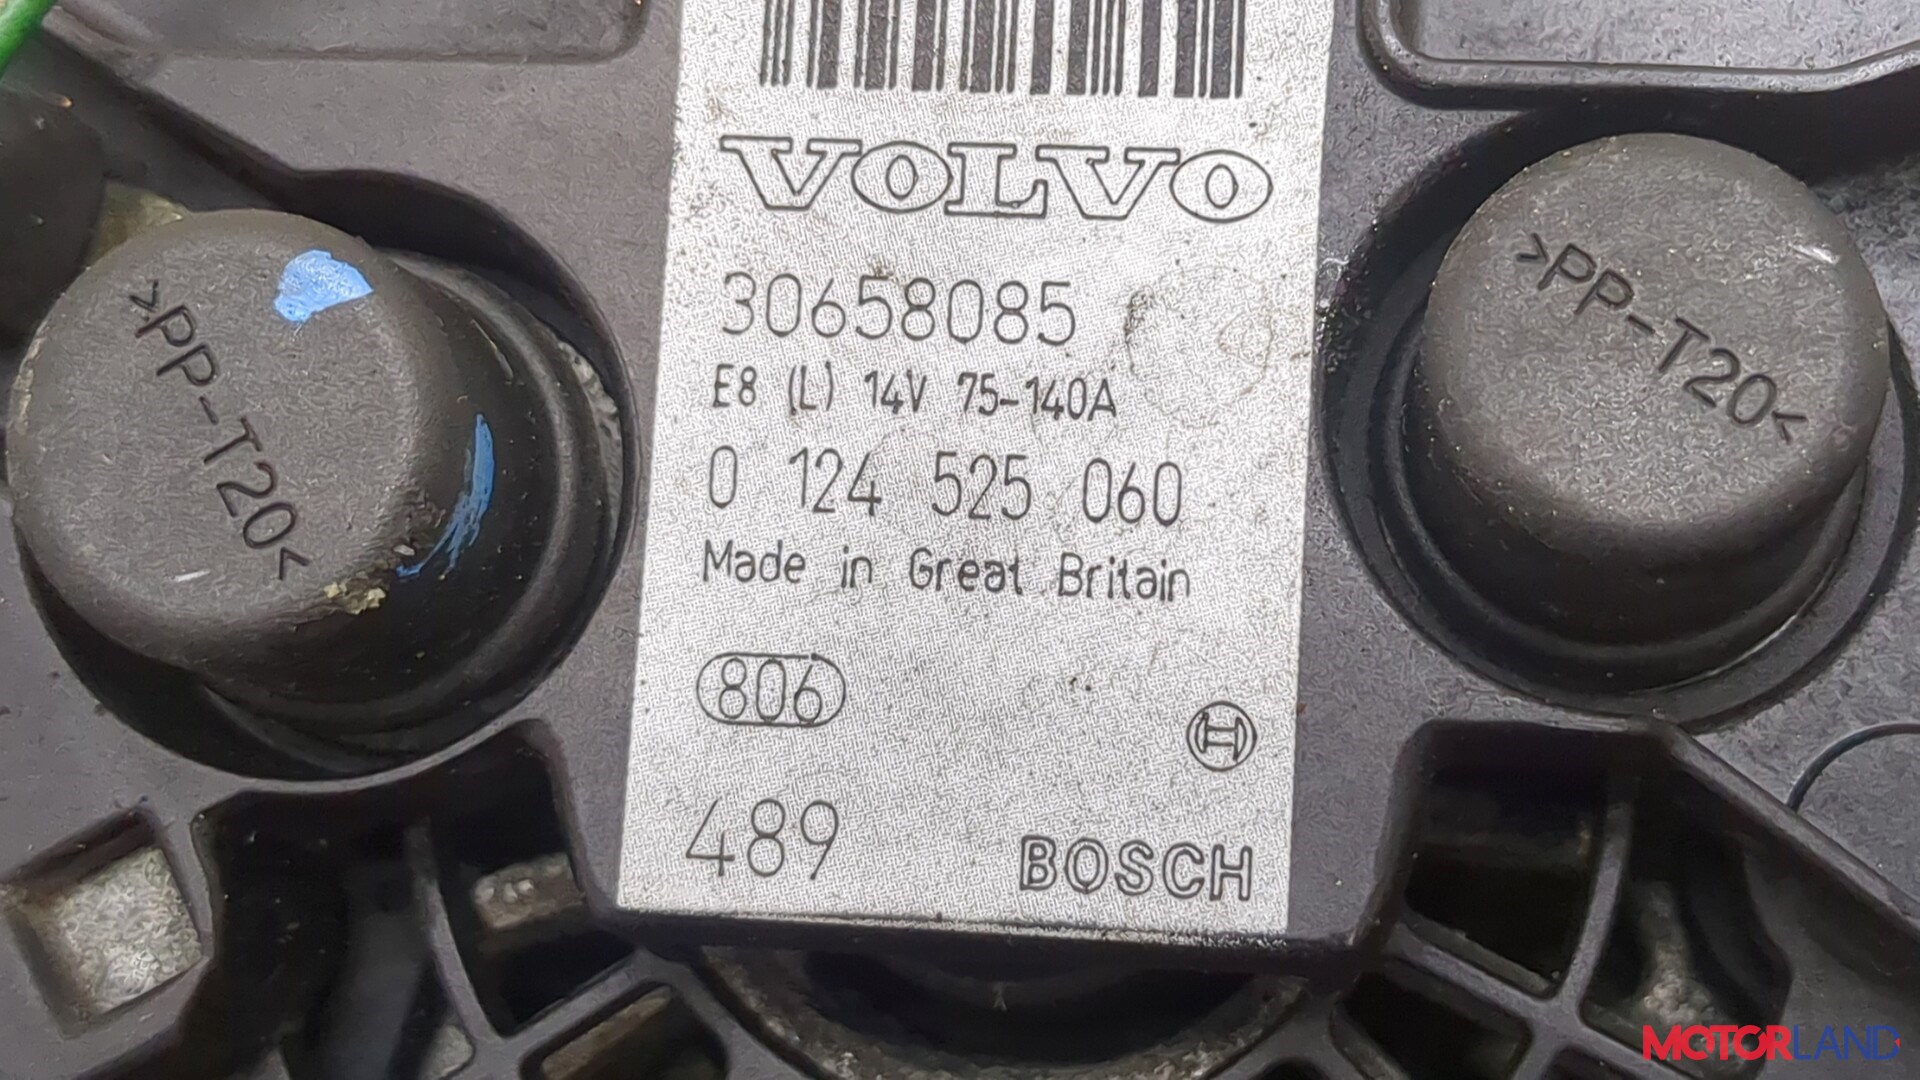 VOLVO
30658085
E8 (L) 14V 75-140A
0 124 525 060
Made in Great Britain
806
489
BOSCH
>PP-T20<
>PP-T20<
MOTORLAND